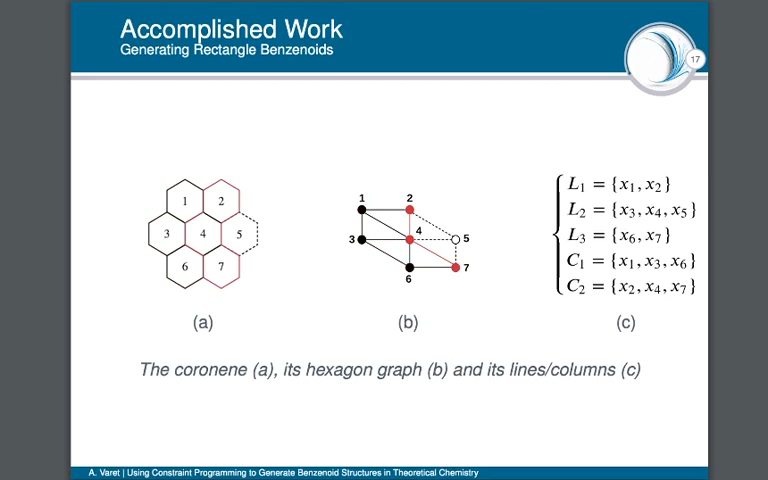 Accomplished Work
Generating Rectangle Benzenoids
17
1 2
3 4 5
6 7
1 2
3 4 5
6 7
L1 = {x1, x2}
L2 = {x3, x4, x5}
L3 = {x6, x7}
C1 = {x1, x3, x6}
C2 = {x2, x4, x7}
(a) (b) (c)
The coronene (a), its hexagon graph (b) and its lines/columns (c)
A. Varet | Using Constraint Programming to Generate Benzenoid Structures in Theoretical Chemistry